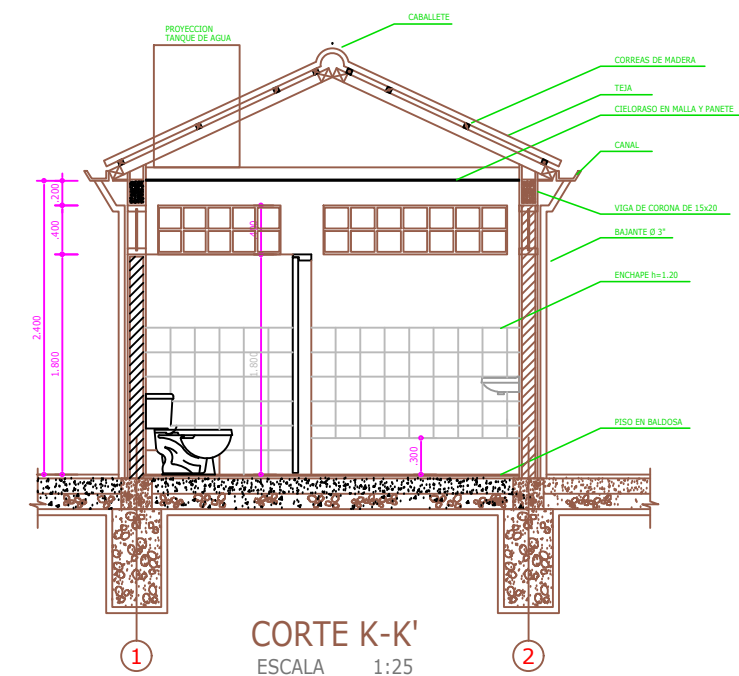 CABALLETE
PROYECCION
TANQUE DE AGUA
CORREAS DE MADERA
TEJA
CIELORASO EN MALLA Y PANETE
CANAL
.200
VIGA DE CORONA DE 15x20
.400
.400
BAJANTE Ø 3"
ENCHAPE h=1.20
2.400
1.800
1.800
PISO EN BALDOSA
.300
CORTE K-K'
1
2
ESCALA 1:25